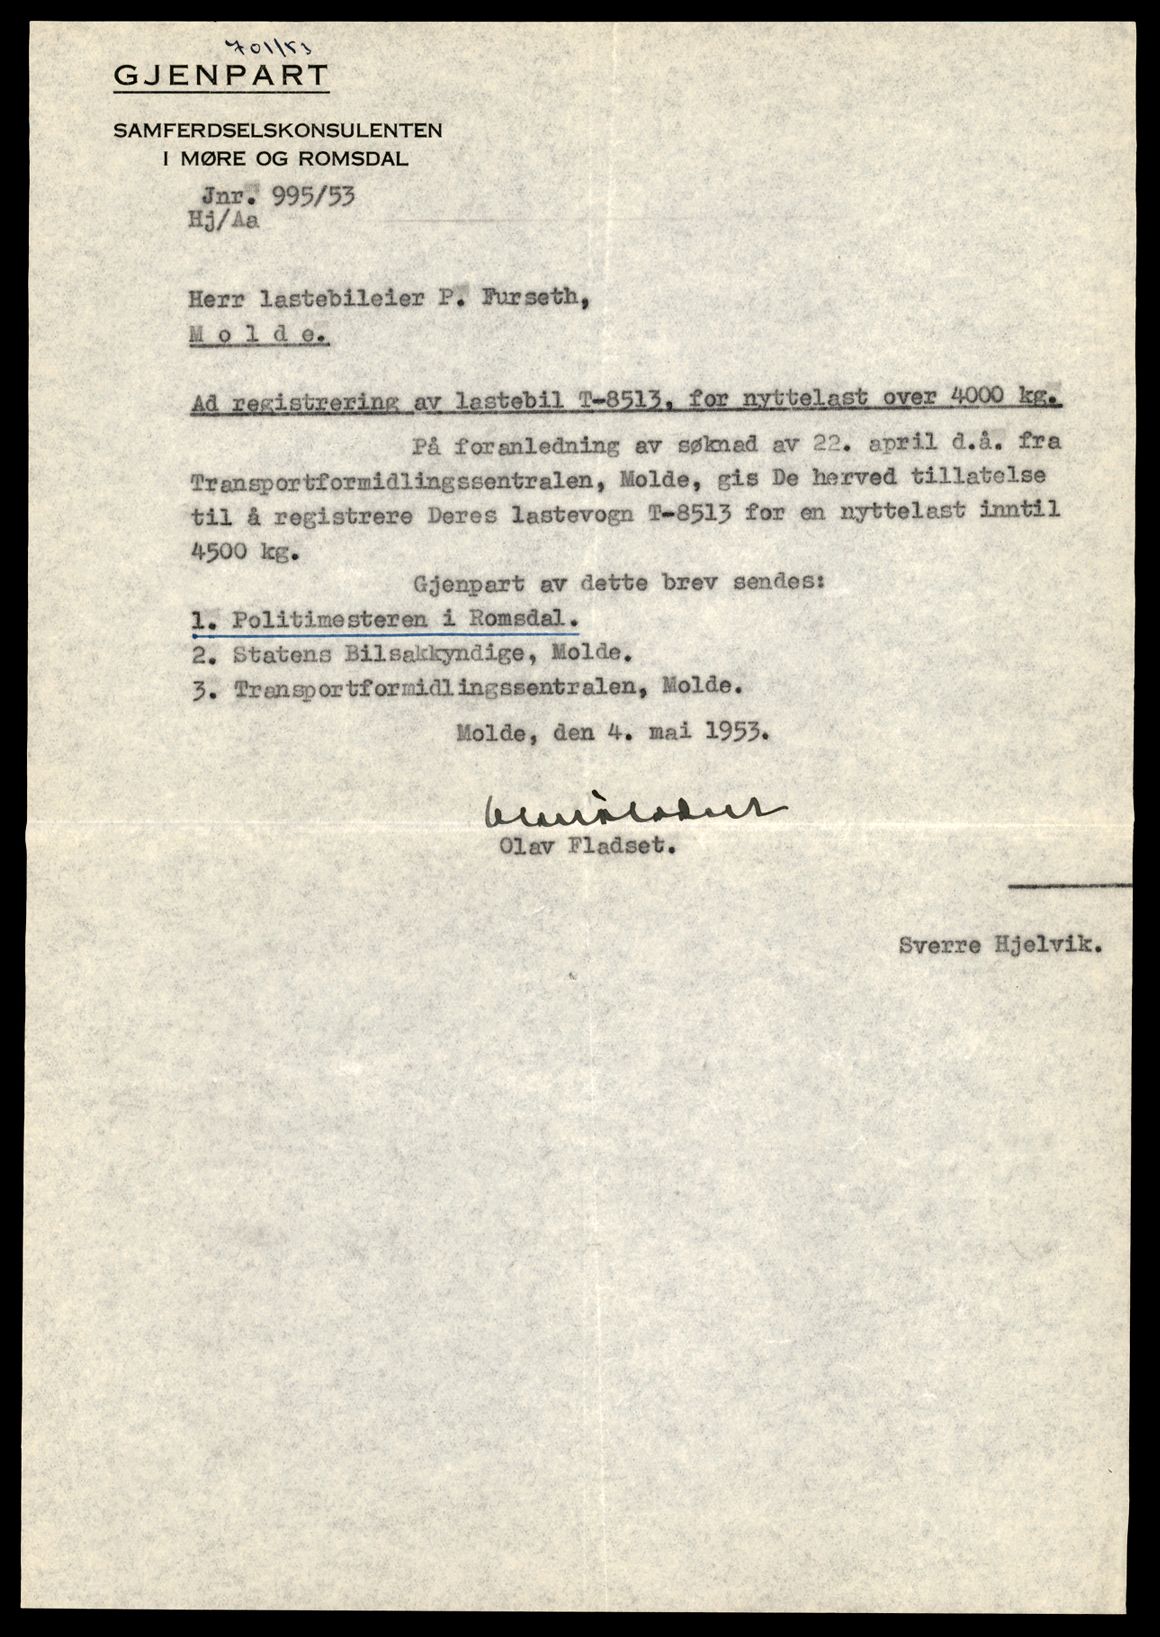 701/53
GJENPART
SAMFERDSELSKONSULENTEN
I MØRE OG ROMSDAL
Jnr. 995/53
Hj/Aa
Herr lastebileier P. Furseth,
Molde.
Ad registrering av lastebil T-8513, for nyttelast over 4000 kg.
På foranledning av søknad av 22. april d.å. fra
Transportformidlingssentralen, Molde, gis De herved tillatelse
til å registrere Deres lastevogn T-8513 for en nyttelast inntil
4500 kg.
Gjenpart av dette brev sendes:
1. Politimesteren i Romsdal.
2. Statens Bilsakkyndige, Molde.
3. Transportformidlingssentralen, Molde.
Molde, den 4. mai 1953.
Olav Fladset
Olav Fladset.
Sverre Hjelvik.